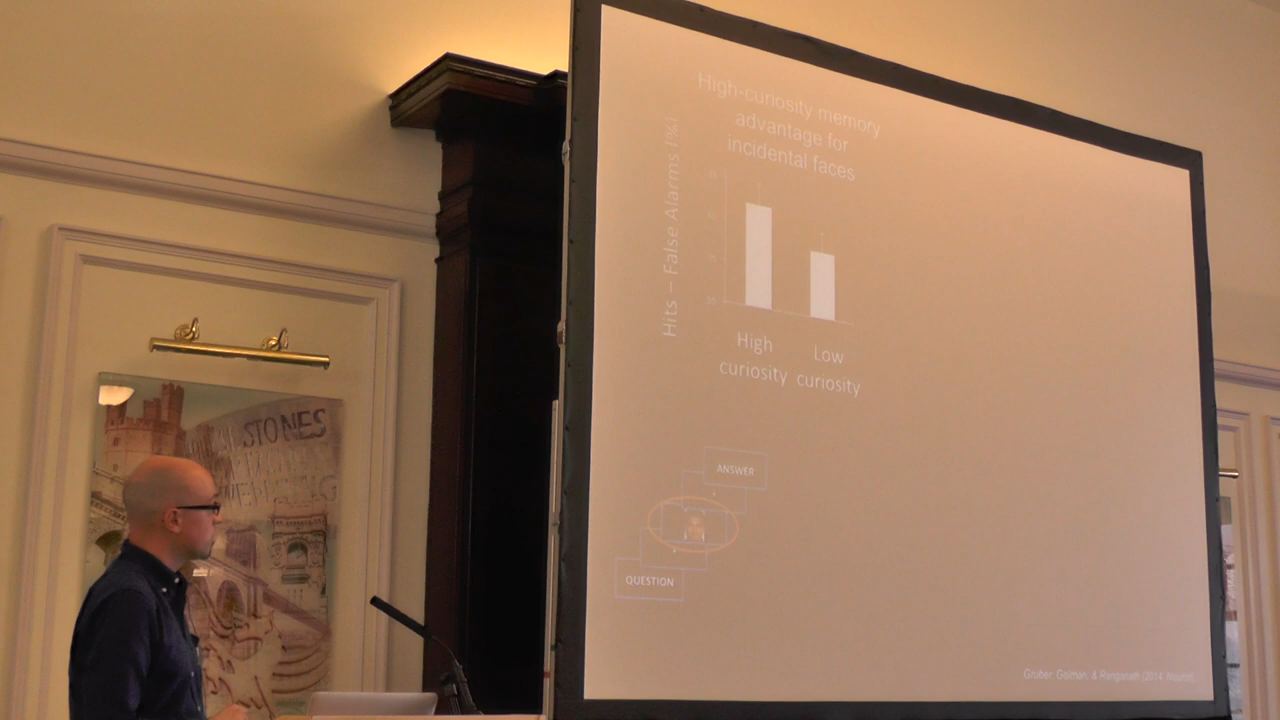 High-curiosity memory
advantage for
incidental faces
Hits – False Alarms (%)
High
curiosity
Low
curiosity
ANSWER
QUESTION
Gruber, Gelman, & Ranganath (2014, Neuron)
STONES